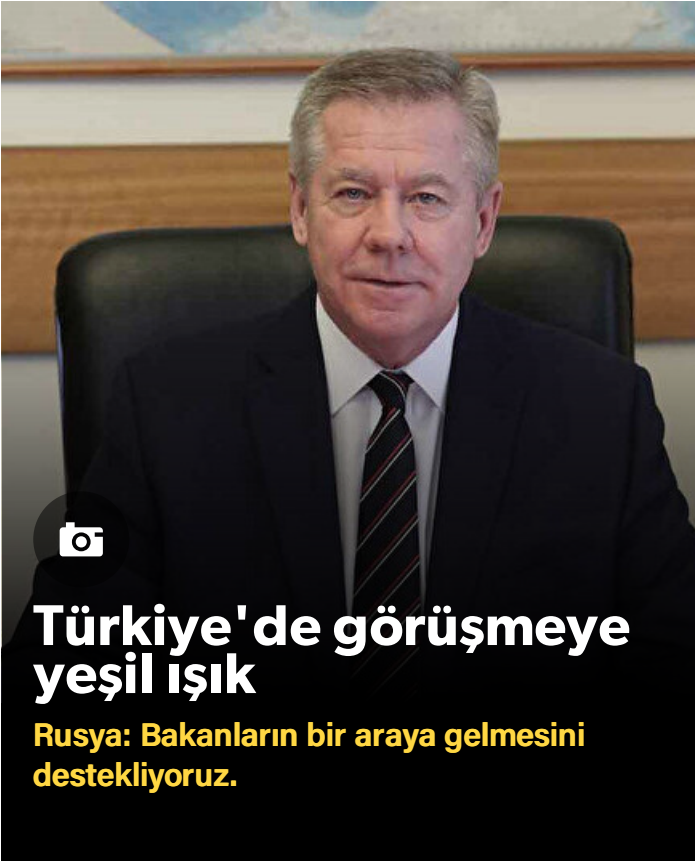 Türkiye'de görüşmeye
yeşil ışık
Rusya: Bakanların bir araya gelmesini
destekliyoruz.